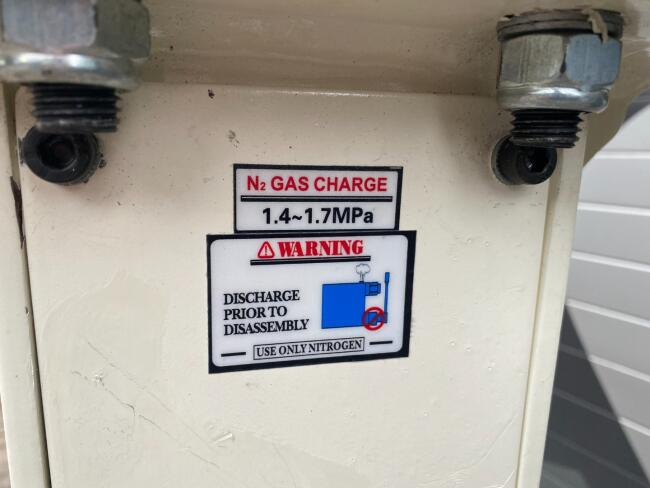 N₂ GAS CHARGE
1.4~1.7MPa
WARNING
DISCHARGE
PRIOR TO
DISASSEMBLY
USE ONLY NITROGEN